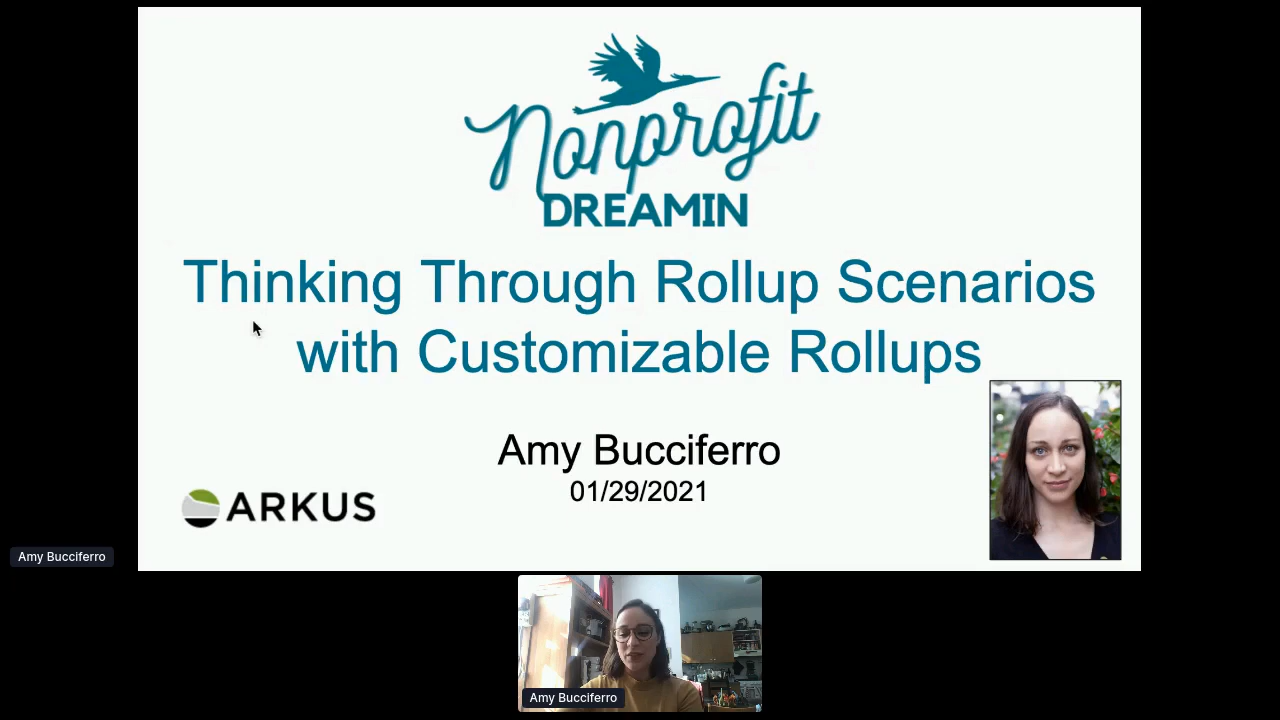 Nonprofit
DREAMIN
Thinking Through Rollup Scenarios
with Customizable Rollups
Amy Bucciferro
01/29/2021
ARKUS
Amy Bucciferro
Amy Bucciferro